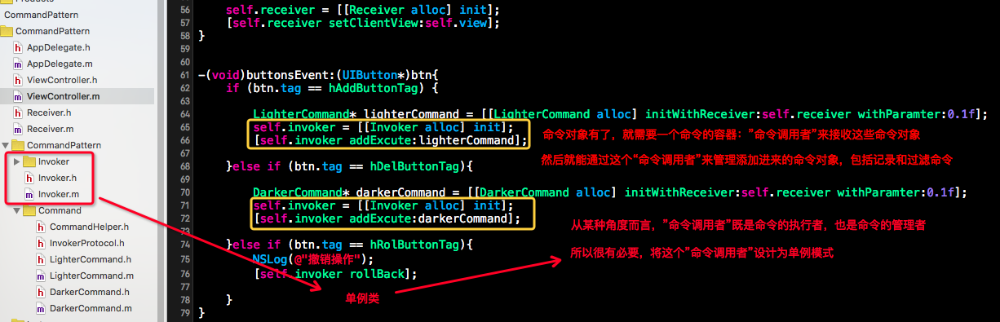 Products
CommandPattern
CommandPattern
AppDelegate.h
AppDelegate.m
ViewController.h
ViewController.m
Receiver.h
Receiver.m
CommandPattern
Invoker
Invoker.h
Invoker.m
Command
CommandHelper.h
InvokerProtocol.h
LighterCommand.h
LighterCommand.m
DarkerCommand.h
DarkerCommand.m
56 self.receiver = [[Receiver alloc] init];
57 [self.receiver setClientView:self.view];
58 }
59
60
61 -(void)buttonsEvent:(UIButton*)btn{
62 if (btn.tag == hAddButtonTag) {
63
64 LighterCommand* lighterCommand = [[LighterCommand alloc] initWithReceiver:self.receiver withParamter:0.1f];
65 self.invoker = [[Invoker alloc] init];
66 [self.invoker addExcute:lighterCommand];
命令对象有了，就需要一个命令的容器："命令调用者"来接收这些命令对象
然后就能通过这个"命令调用者"来管理添加进来的命令对象，包括记录和过滤命令
68 }else if (btn.tag == hDelButtonTag){
69
70 DarkerCommand* darkerCommand = [[DarkerCommand alloc] initWithReceiver:self.receiver withParamter:0.1f];
71 self.invoker = [[Invoker alloc] init];
72 [self.invoker addExcute:darkerCommand];
73
从某种角度而言，"命令调用者"既是命令的执行者，也是命令的管理者
74 }else if (btn.tag == hRolButtonTag){
所以很有必要，将这个"命令调用者"设计为单例模式
75 NSLog(@"撤销操作");
76 [self.invoker rollBack];
77
单例类
78 }
79 }